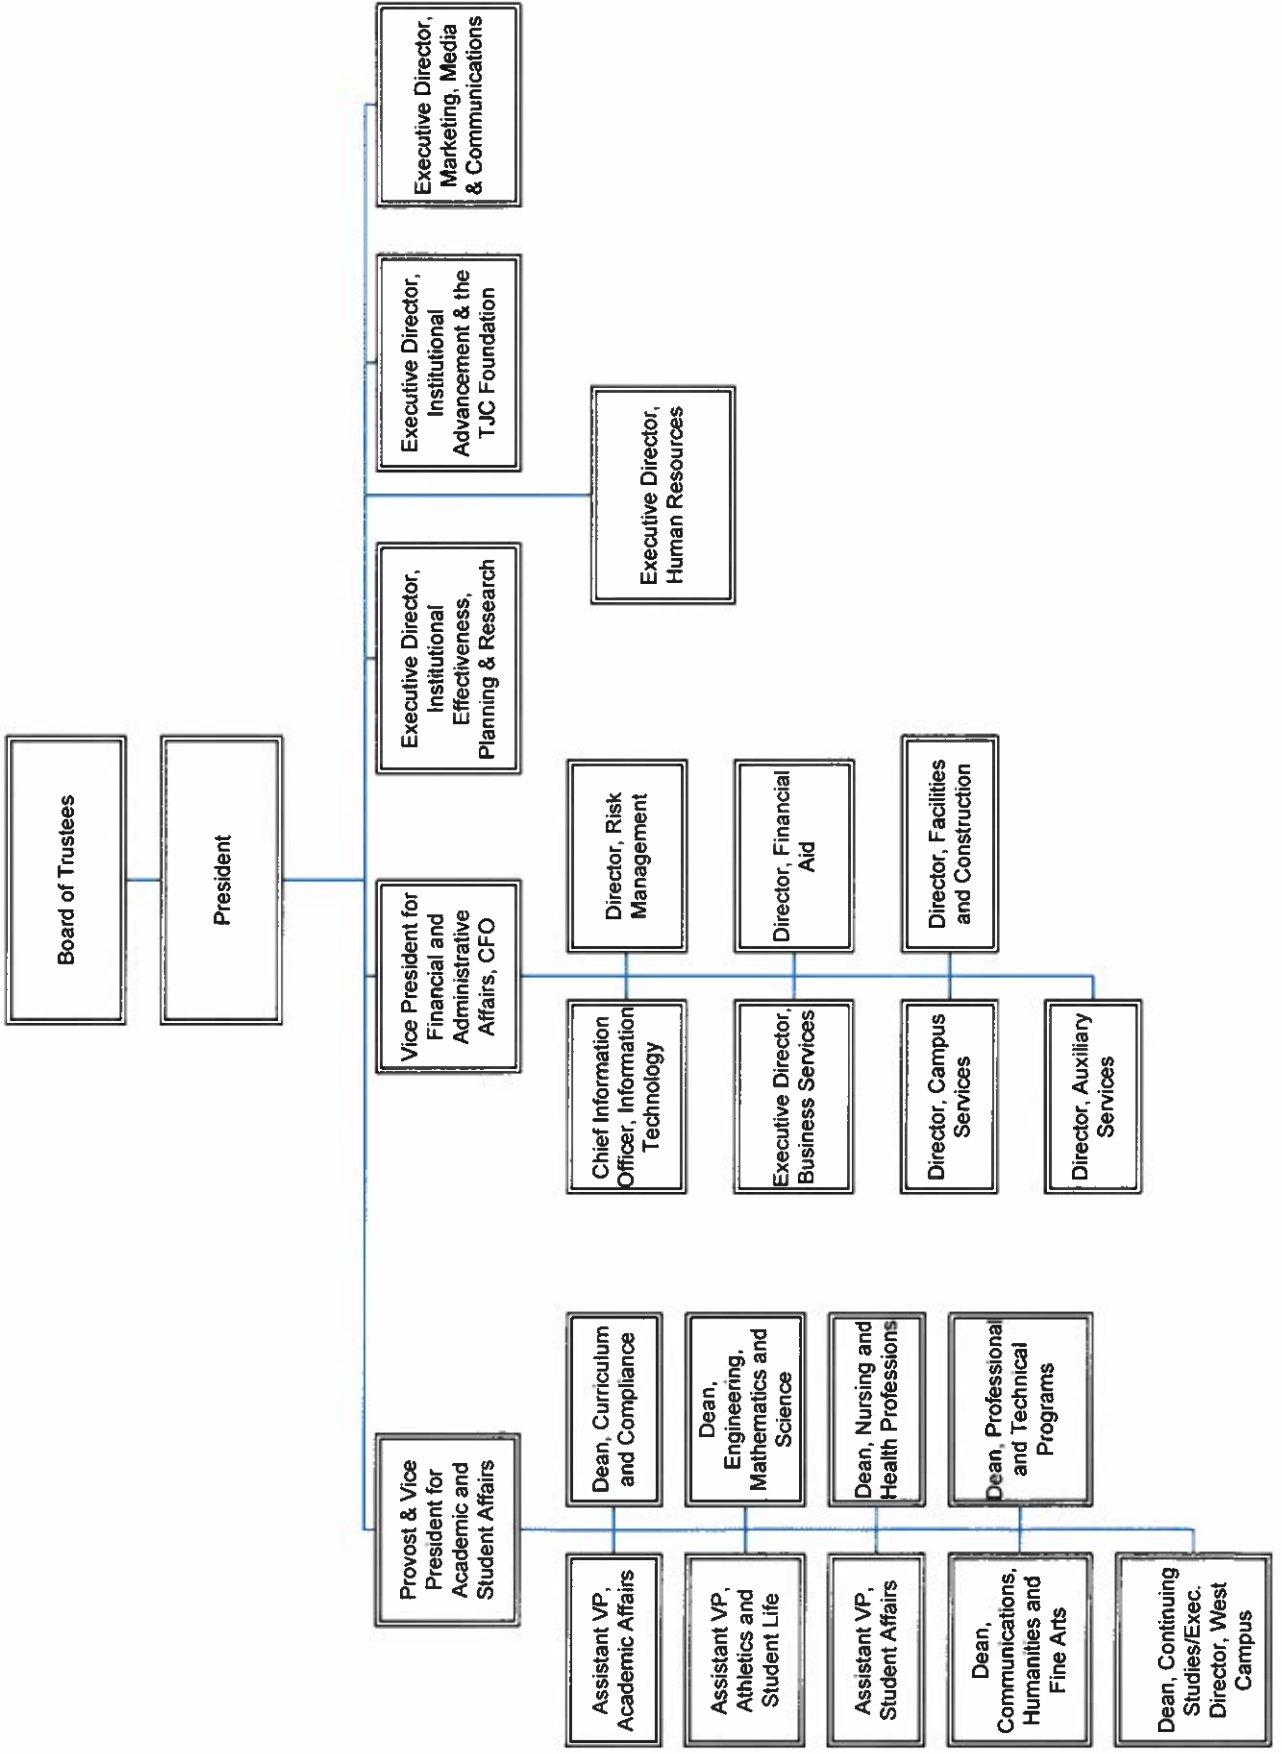 Board of Trustees
President
Provost & Vice
President for
Academic and
Student Affairs
Vice President for
Financial and
Administrative
Affairs, CFO
Executive Director,
Institutional
Effectiveness,
Planning & Research
Executive Director,
Institutional
Advancement & the
TJC Foundation
Executive Director,
Marketing, Media
& Communications
Executive Director,
Human Resources
Assistant VP,
Academic Affairs
Dean, Curriculum
and Compliance
Assistant VP,
Athletics and
Student Life
Dean,
Engineering,
Mathematics and
Science
Assistant VP,
Student Affairs
Dean, Nursing and
Health Professions
Dean,
Communications,
Humanities and
Fine Arts
Dean, Professional
and Technical
Programs
Dean, Continuing
Studies/Exec.
Director, West
Campus
Chief Information
Officer, Information
Technology
Director, Risk
Management
Executive Director,
Business Services
Director, Financial
Aid
Director, Campus
Services
Director, Facilities
and Construction
Director, Auxiliary
Services